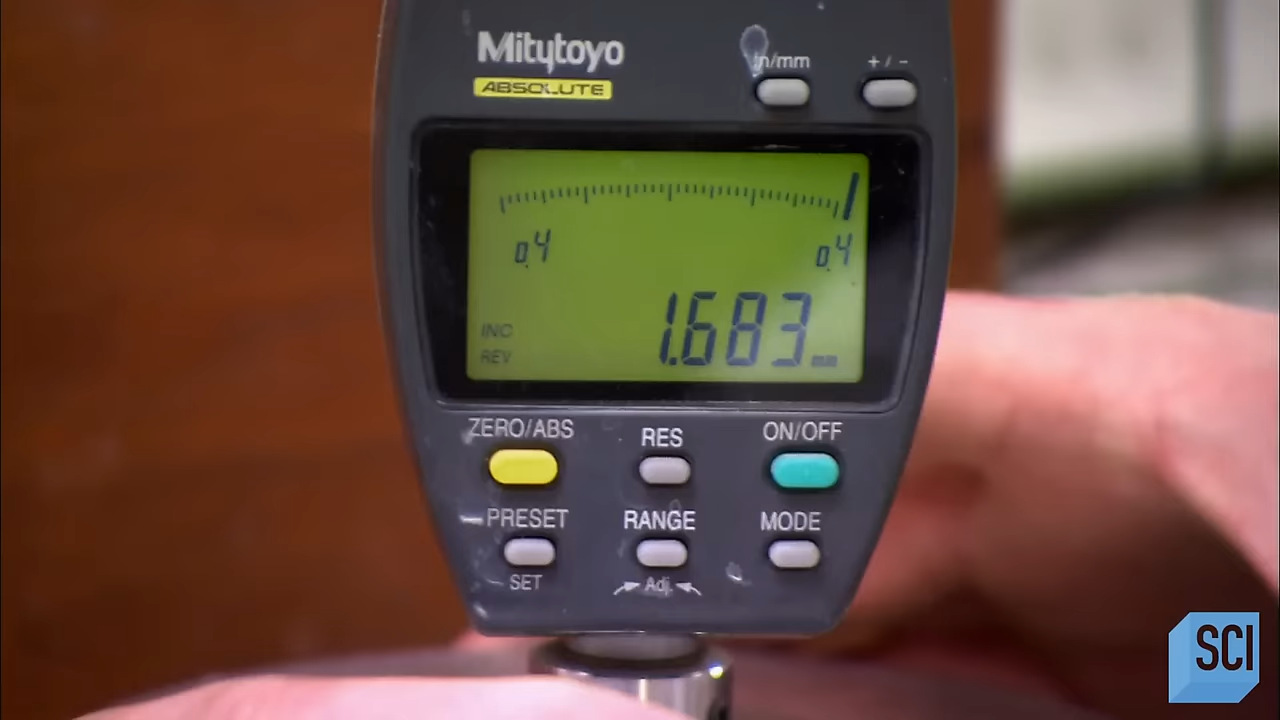 Mitutoyo
ABSOLUTE
in/mm
+ / -
0.4
0.4
INC
REV
1.683 mm
ZERO/ABS
RES
ON/OFF
PRESET
RANGE
MODE
SET
Adj.
SCI